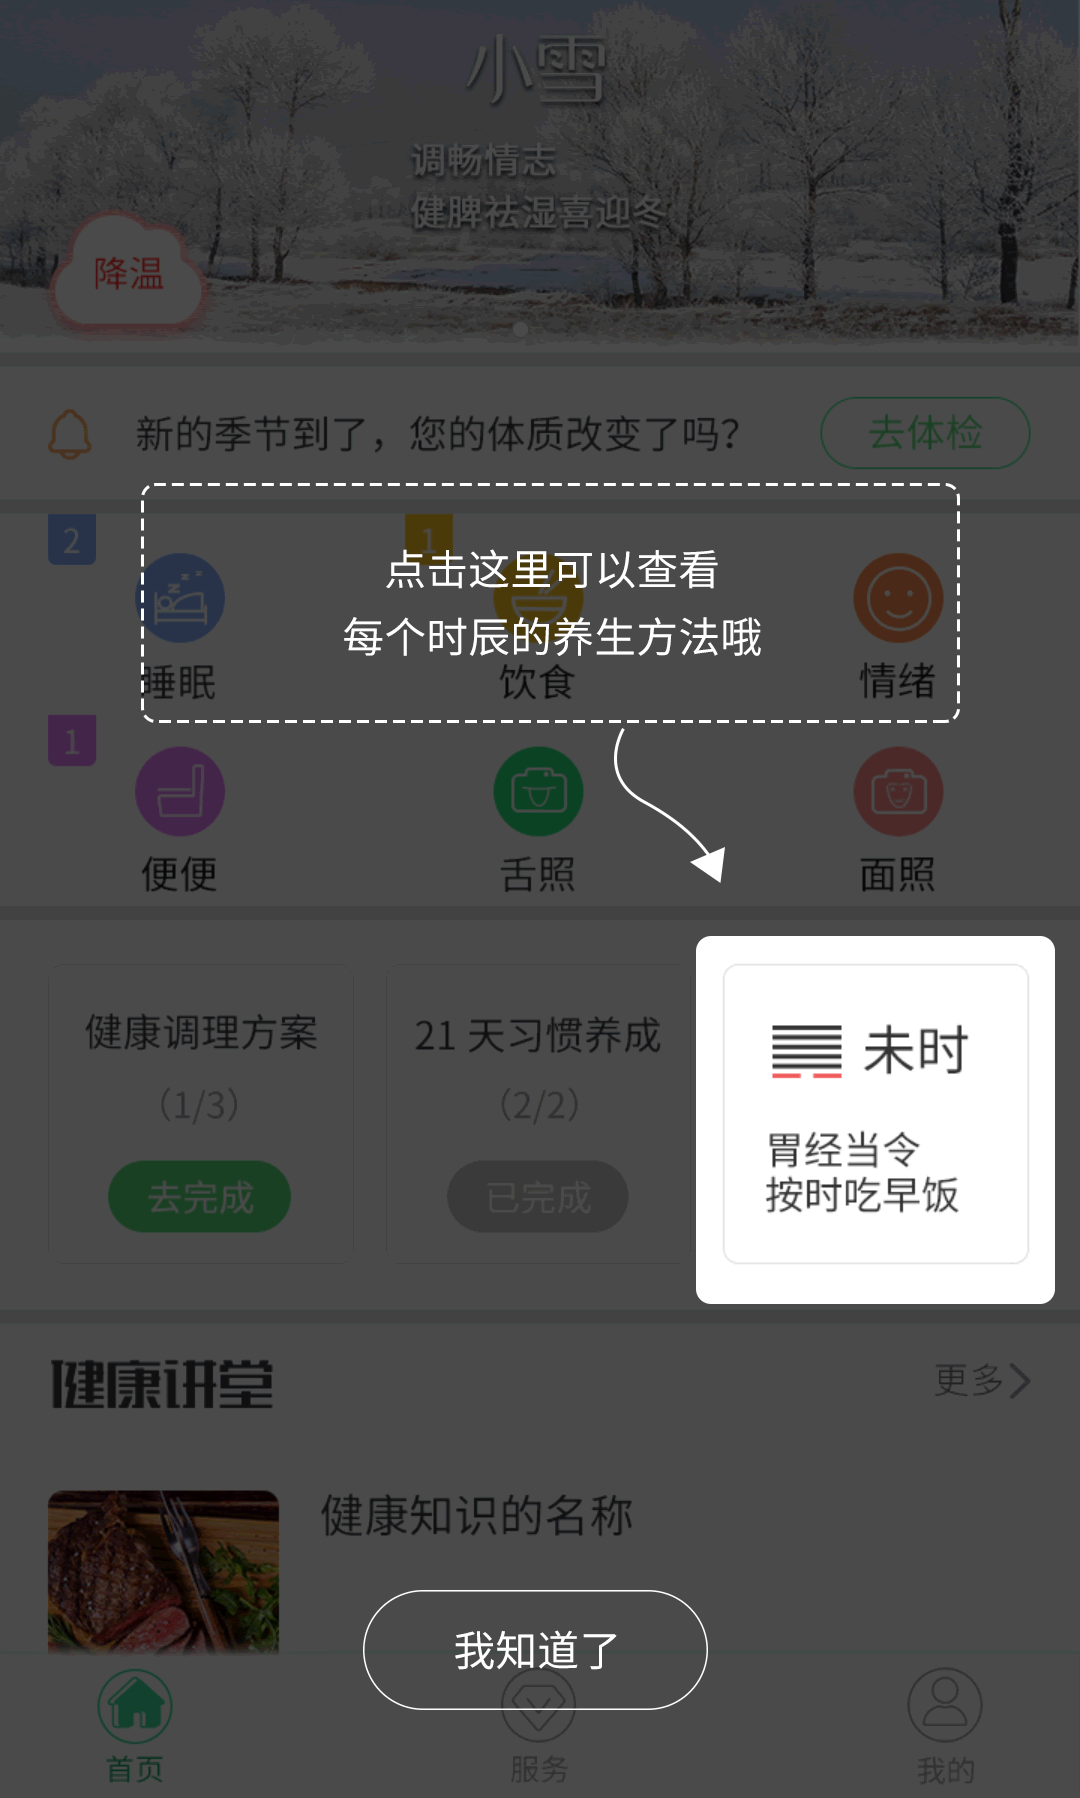 小雪
调畅情志
健脾祛湿喜迎冬
降温
新的季节到了，您的体质改变了吗？
去体检
点击这里可以查看
每个时辰的养生方法哦
2
1
睡眠
饮食
情绪
1
便便
舌照
面照
健康调理方案
（1/3）
去完成
21 天习惯养成
（2/2）
已完成
未时
胃经当令
按时吃早饭
健康讲堂
更多
健康知识的名称
我知道了
首页
服务
我的